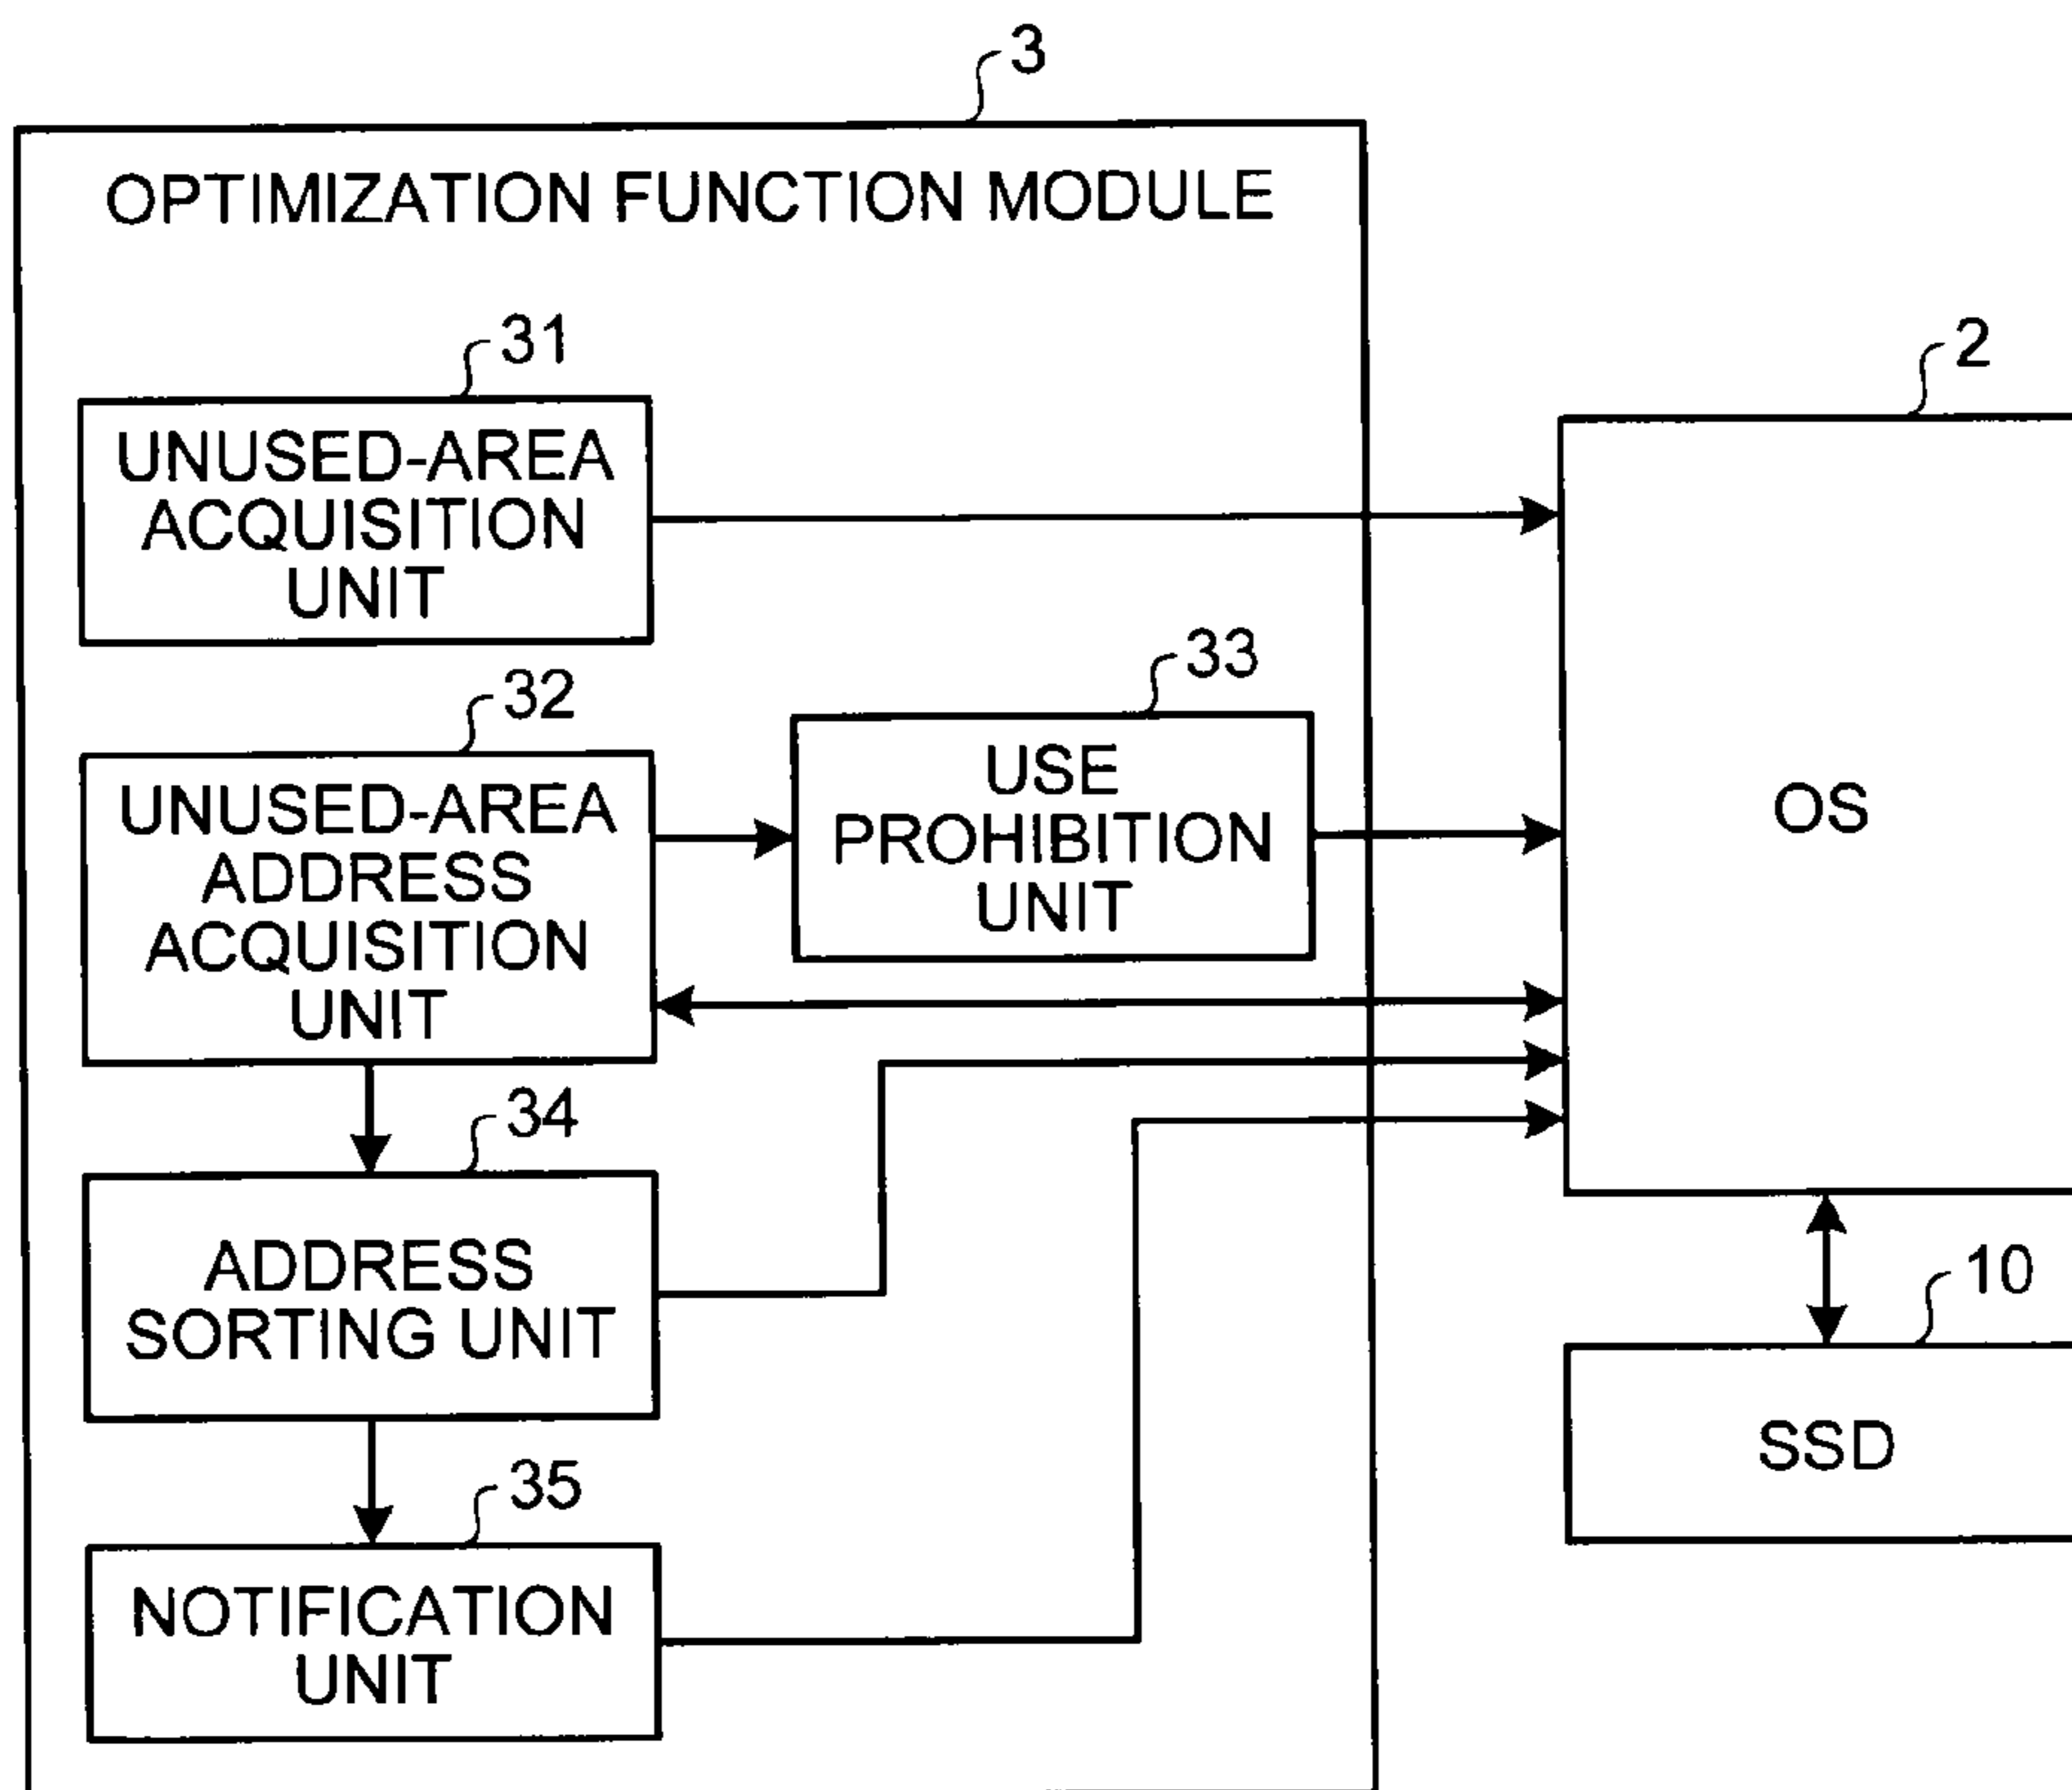 3
OPTIMIZATION FUNCTION MODULE
31
UNUSED-AREA
ACQUISITION
UNIT
2
OS
32
UNUSED-AREA
ADDRESS
ACQUISITION
UNIT
33
USE
PROHIBITION
UNIT
34
ADDRESS
SORTING UNIT
10
SSD
35
NOTIFICATION
UNIT